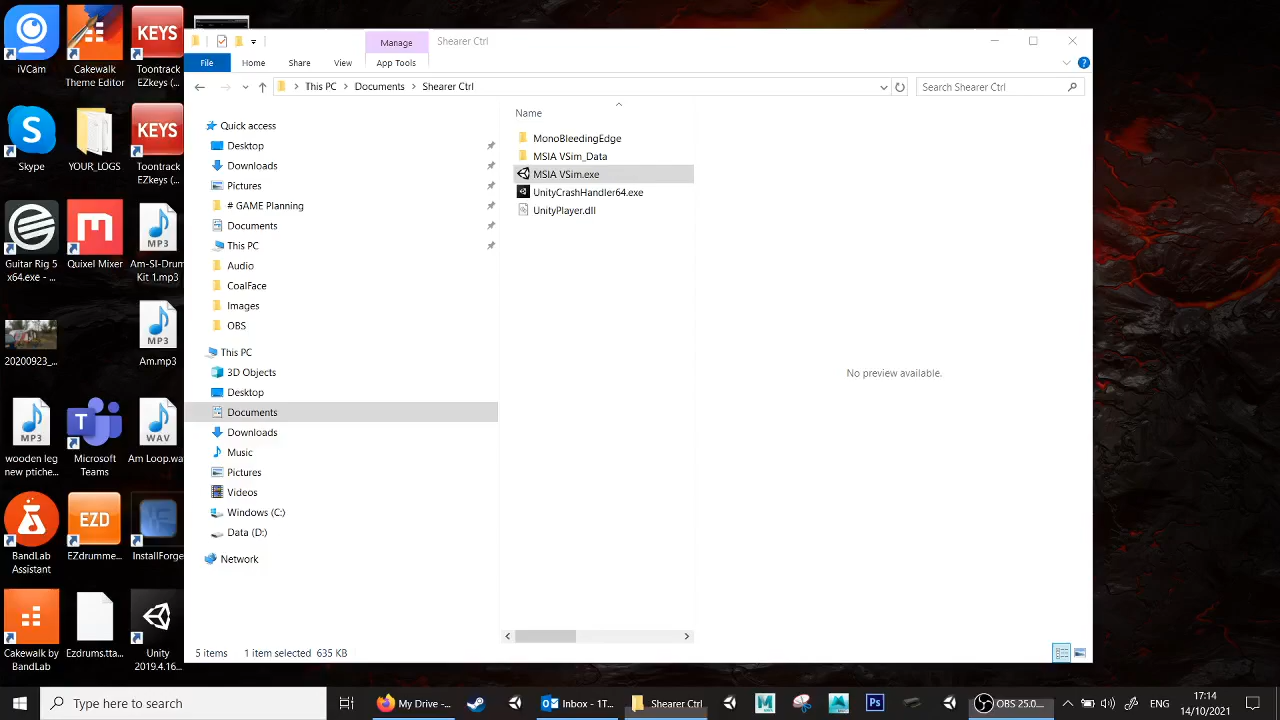 iVCam
Cakewalk
Theme Editor
KEYS
Toontrack
EZkeys (...
Skype
YOUR_LOGS
KEYS
Toontrack
EZkeys (...
Guitar Rig 5
x64.exe - ...
Quixel Mixer
MP3
Am-SI-Drum
Kit 1.mp3
20200923_...
Am.mp3
MP3
wooden leg
new ptiche...
Microsoft
Teams
WAV
Am Loop.wa
BandLab
Assistant
EZD
EZdrumme...
InstallForge
Cakewalk by
BandLab
Ezdrums.tta...
Unity
2019.4.16...
Manage
Shearer Ctrl
File
Home
Share
View
App Tools
This PC
Documents
Shearer Ctrl
Search Shearer Ctrl
Quick access
Desktop
Downloads
Pictures
# GAME Planning
Documents
This PC
Audio
CoalFace
Images
OBS
This PC
3D Objects
Desktop
Documents
Downloads
Music
Pictures
Videos
Windows (C:)
Data (D:)
Network
Name
MonoBleedingEdge
MSIA VSim_Data
MSIA VSim.exe
UnityCrashHandler64.exe
UnityPlayer.dll
No preview available.
5 items
1 item selected 635 KB
Type here to search
My Drive -...
Inbox - 1T...
Shearer Ctrl
Ps
OBS 25.0...
ENG
17:14
14/10/2021